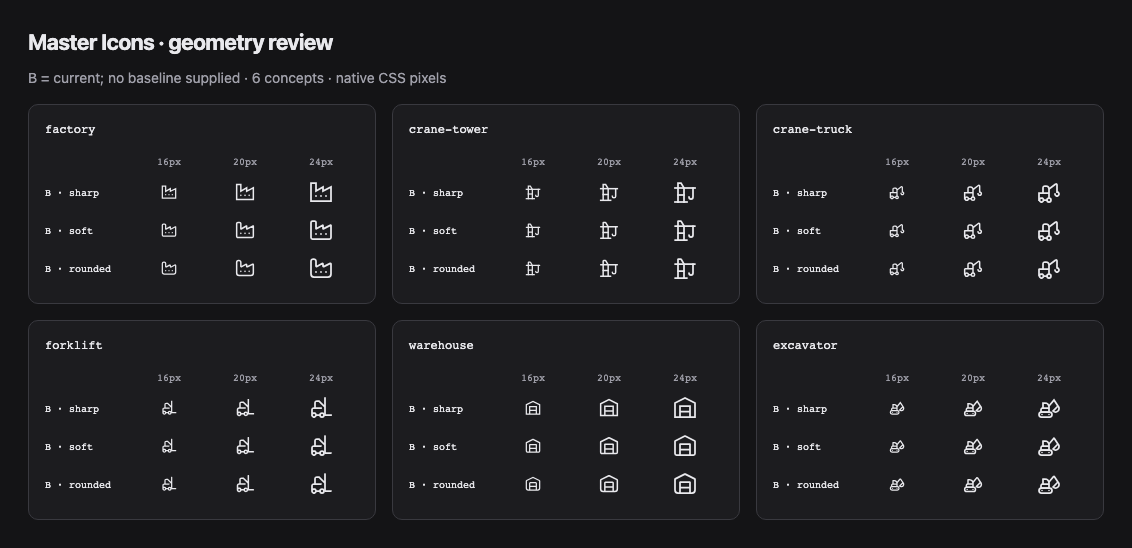 Master Icons · geometry review
B = current; no baseline supplied · 6 concepts · native CSS pixels
factory
16px 20px 24px
B · sharp
B · soft
B · rounded
crane-tower
16px 20px 24px
B · sharp
B · soft
B · rounded
crane-truck
16px 20px 24px
B · sharp
B · soft
B · rounded
forklift
16px 20px 24px
B · sharp
B · soft
B · rounded
warehouse
16px 20px 24px
B · sharp
B · soft
B · rounded
excavator
16px 20px 24px
B · sharp
B · soft
B · rounded